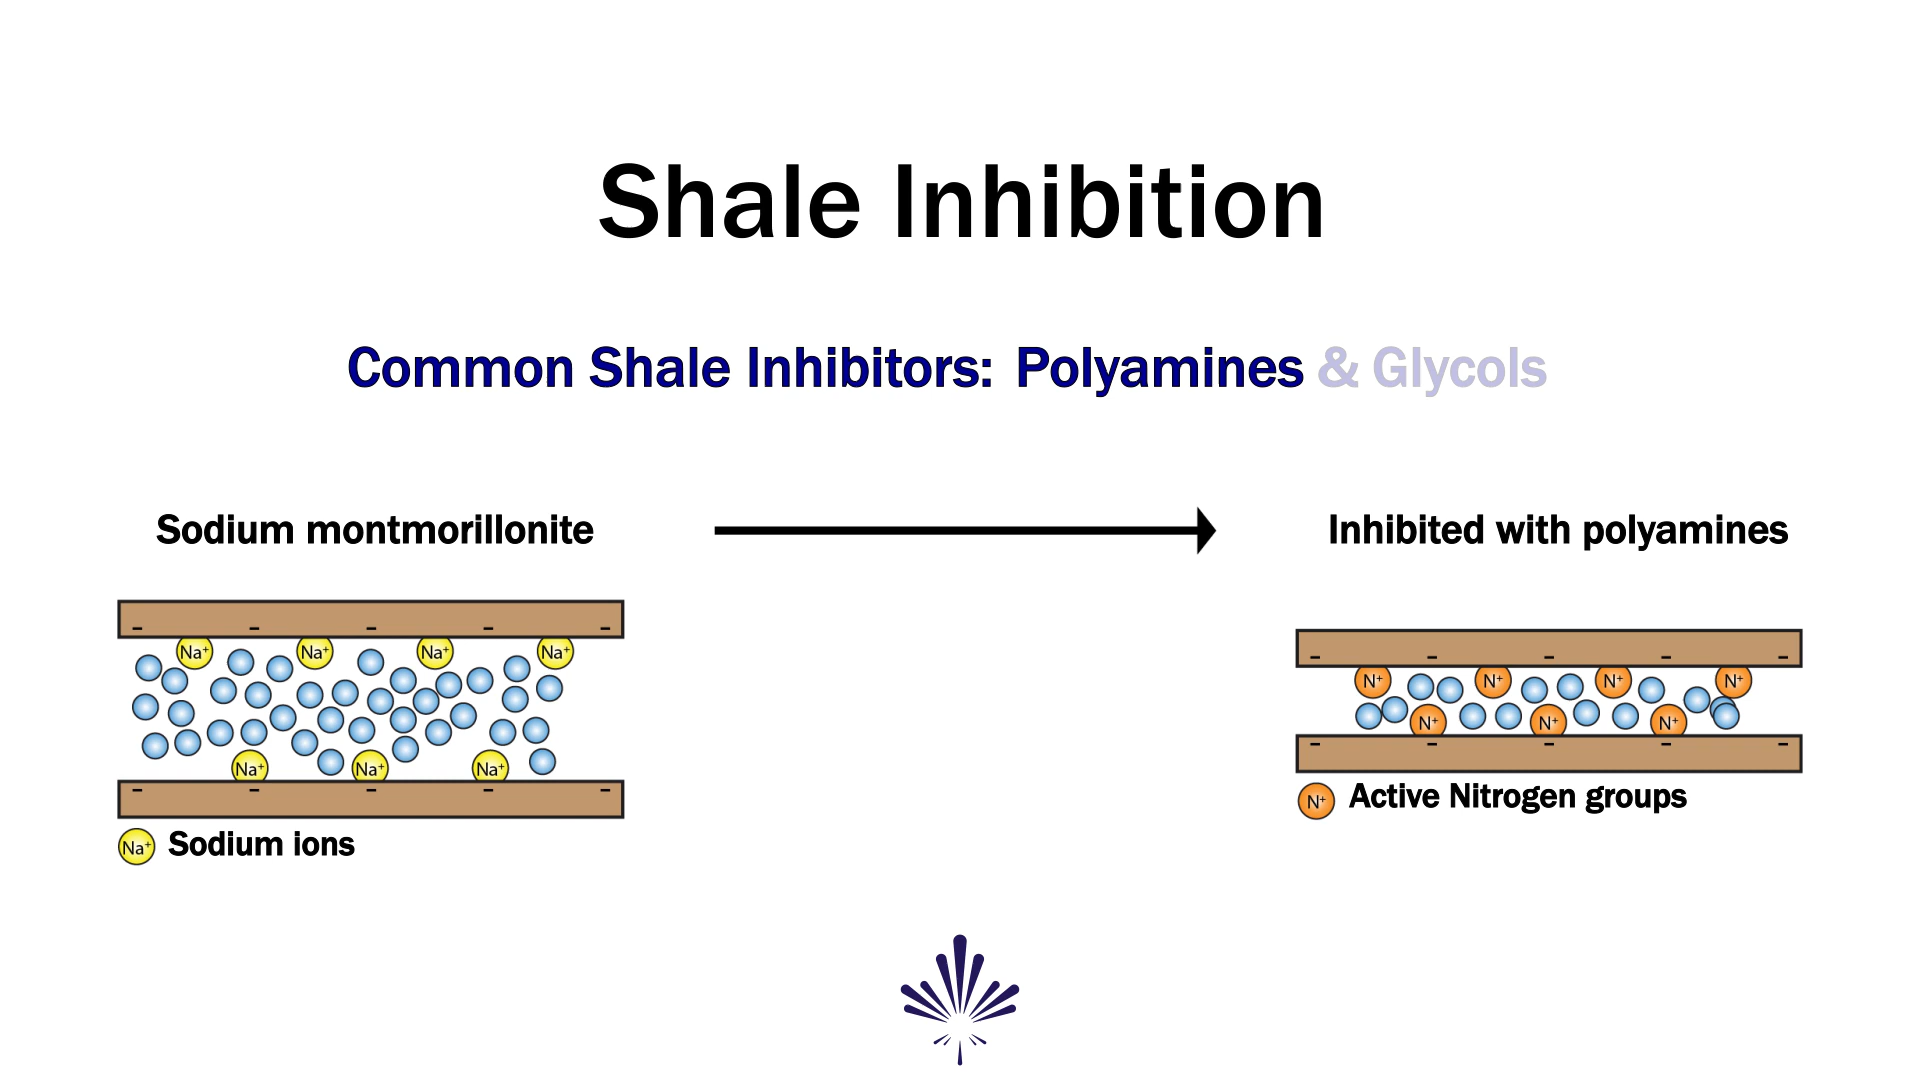 Shale Inhibition
Common Shale Inhibitors: Polyamines & Glycols
Sodium montmorillonite
Inhibited with polyamines
- - - - -
Na⁺ Na⁺ Na⁺ Na⁺
Na⁺ Na⁺ Na⁺
- - - - -
Na⁺ Sodium ions
- - - - -
N⁺ N⁺ N⁺ N⁺
N⁺ N⁺ N⁺
- - - - -
N⁺ Active Nitrogen groups